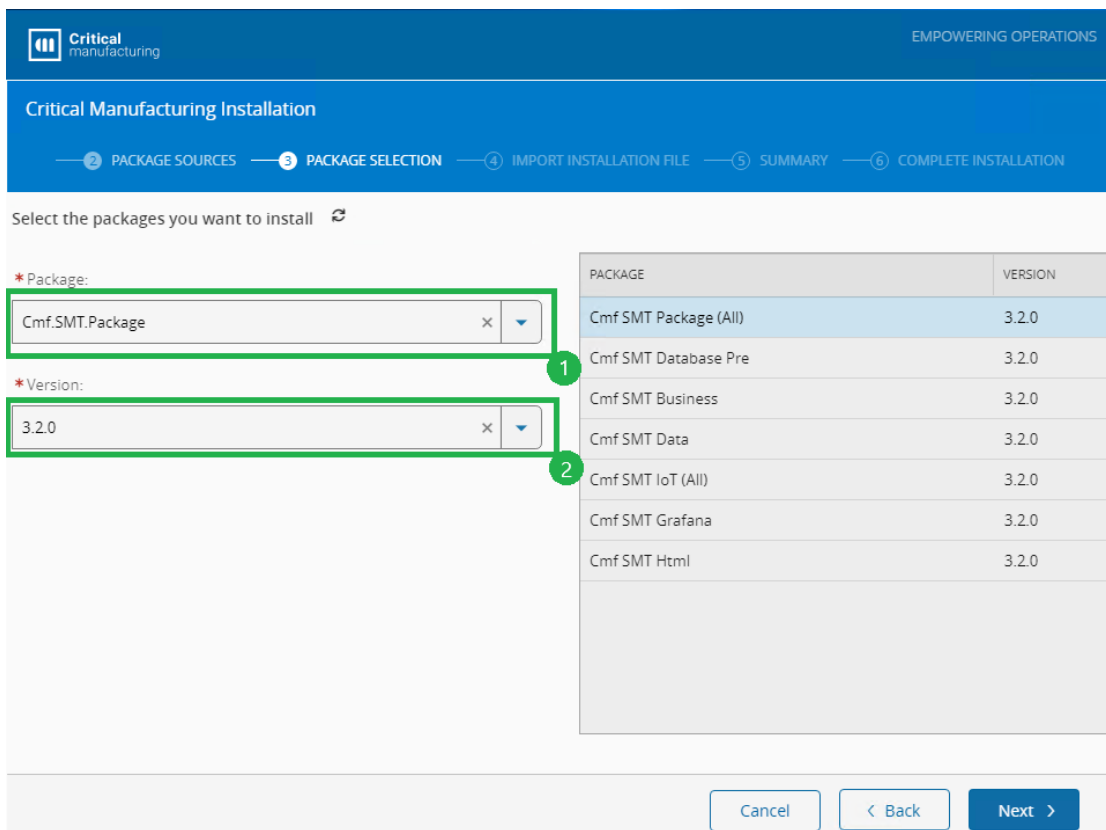 Critical
manufacturing
EMPOWERING OPERATIONS
Critical Manufacturing Installation
2 PACKAGE SOURCES 3 PACKAGE SELECTION 4 IMPORT INSTALLATION FILE 5 SUMMARY 6 COMPLETE INSTALLATION
Select the packages you want to install
* Package:
Cmf.SMT.Package
1
* Version:
3.2.0
2
PACKAGE VERSION
Cmf SMT Package (All) 3.2.0
Cmf SMT Database Pre 3.2.0
Cmf SMT Business 3.2.0
Cmf SMT Data 3.2.0
Cmf SMT IoT (All) 3.2.0
Cmf SMT Grafana 3.2.0
Cmf SMT Html 3.2.0
Cancel < Back Next >